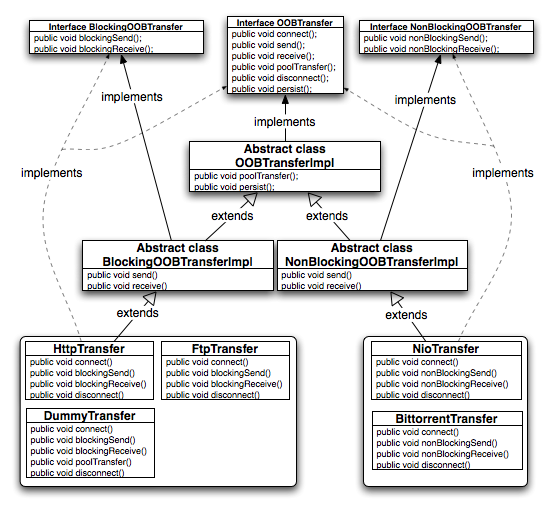 Interface BlockingOOBTransfer
public void blockingSend();
public void blockingReceive();
Interface OOBTransfer
public void connect();
public void send();
public void receive();
public void poolTransfer();
public void disconnect();
public void persist();
Interface NonBlockingOOBTransfer
public void nonBlockingSend();
public void nonBlockingReceive();
implements
implements
implements
implements
implements
Abstract class
OOBTransferImpl
public void poolTransfer();
public void persist();
extends
extends
Abstract class
BlockingOOBTransferImpl
public void send()
public void receive()
Abstract class
NonBlockingOOBTransferImpl
public void send()
public void receive()
extends
extends
HttpTransfer
public void connect()
public void blockingSend()
public void blockingReceive()
public void disconnect()
FtpTransfer
public void connect()
public void blockingSend()
public void blockingReceive()
public void disconnect()
DummyTransfer
public void connect()
public void blockingSend()
public void blockingReceive()
public void poolTransfer()
public void disconnect()
NioTransfer
public void connect()
public void nonBlockingSend()
public void nonBlockingReceive()
public void disconnect()
BittorrentTransfer
public void connect()
public void nonBlockingSend()
public void nonBlockingReceive()
public void disconnect()